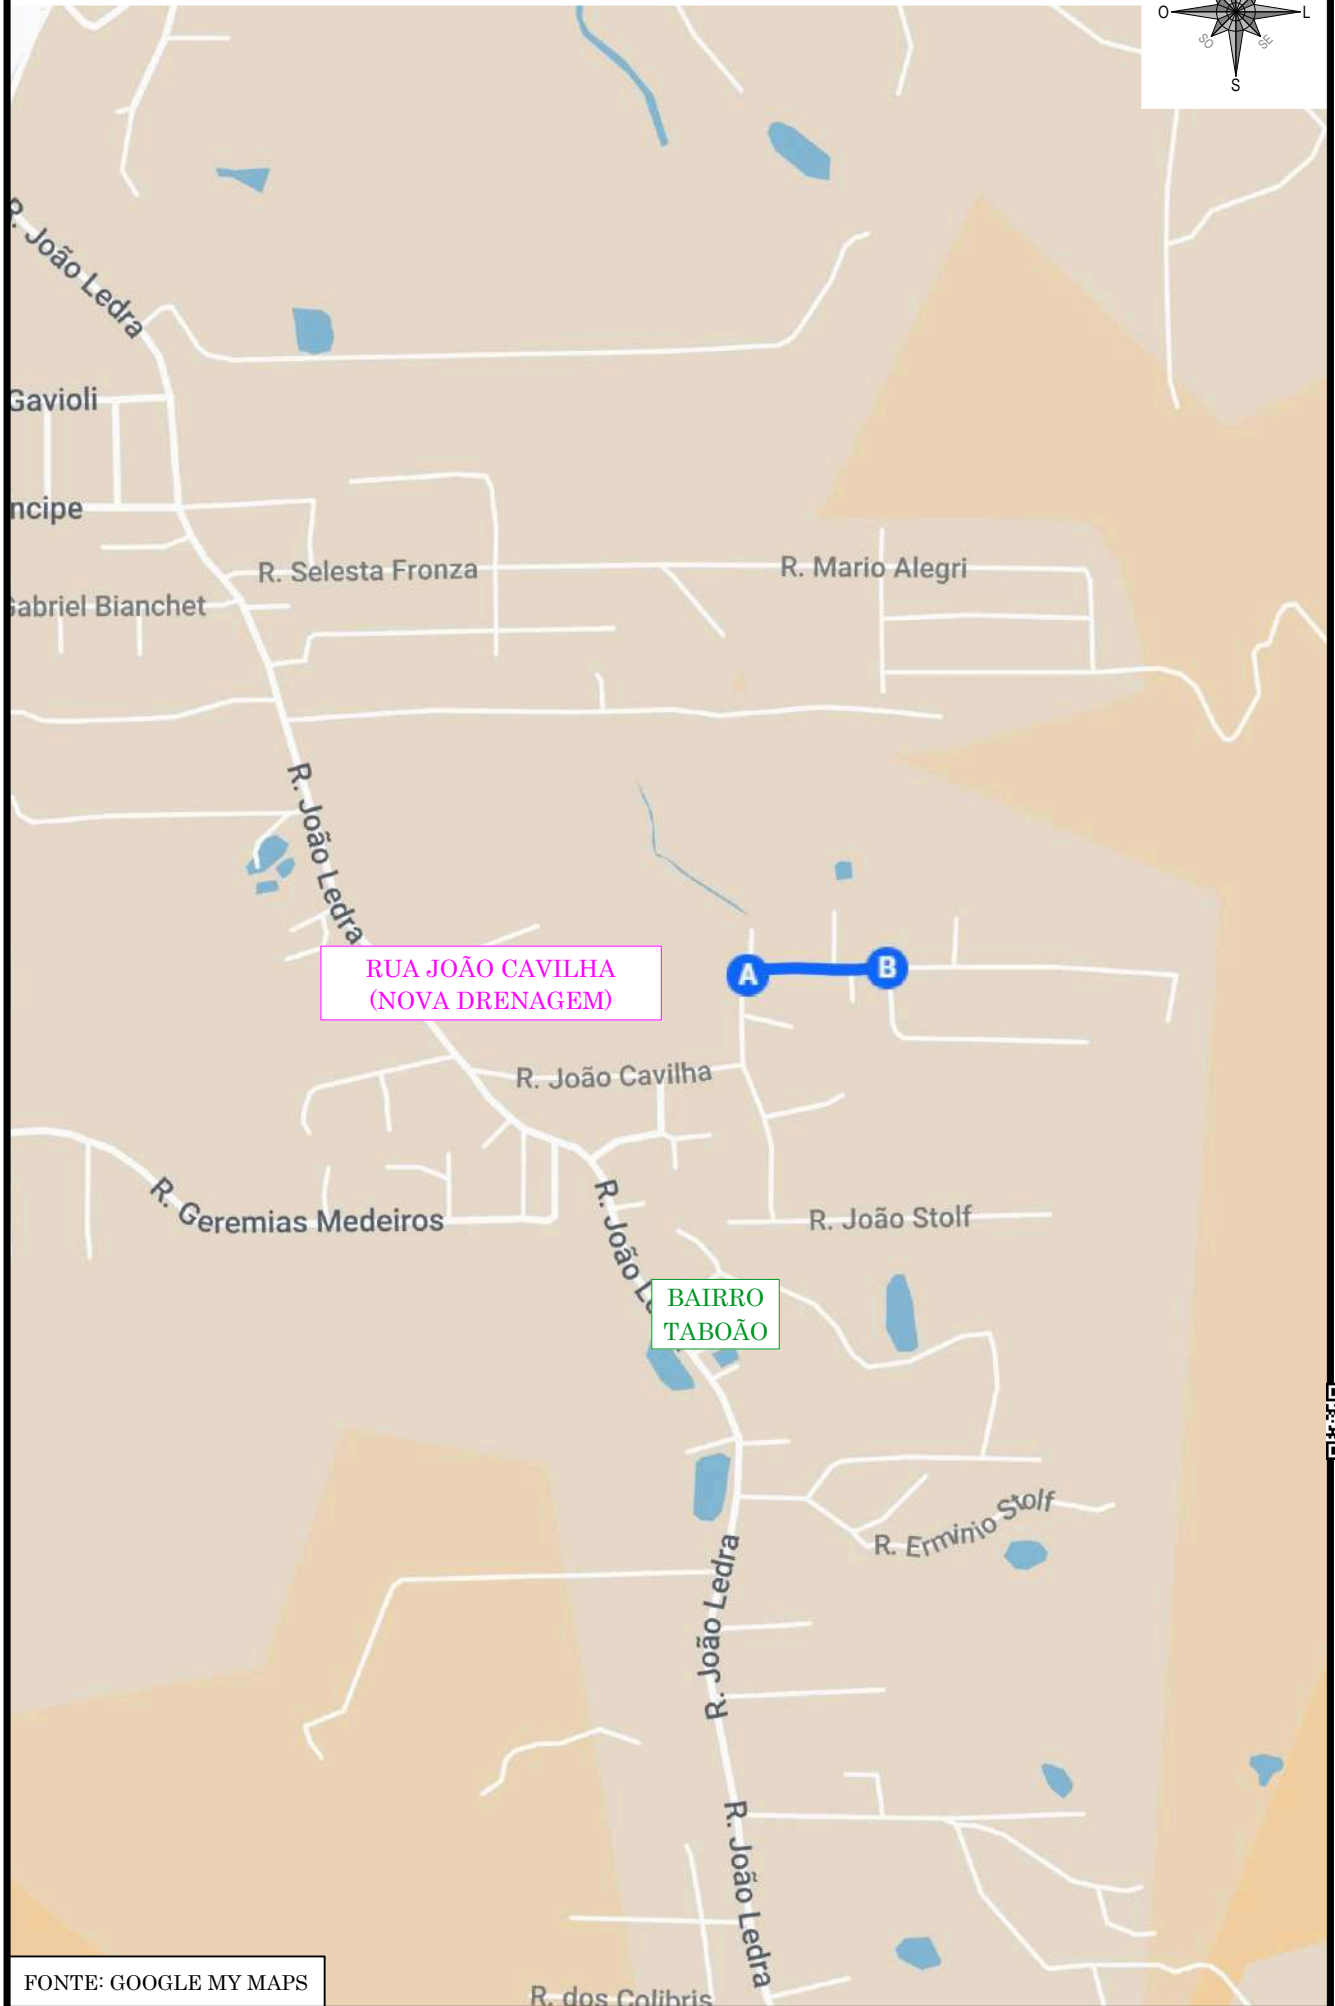 O
L
SO
SE
S
R. João Ledra
Gavioli
ncipe
R. Selesta Fronza
R. Mario Alegri
Gabriel Bianchet
R. João Ledra
RUA JOÃO CAVILHA
(NOVA DRENAGEM)
A
B
R. João Cavilha
R. Geremias Medeiros
R. João Stolf
R. João Le
BAIRRO
TABOÃO
R. Erminio Stolf
R. João Ledra
R. João Ledra
FONTE: GOOGLE MY MAPS
R. dos Colibris